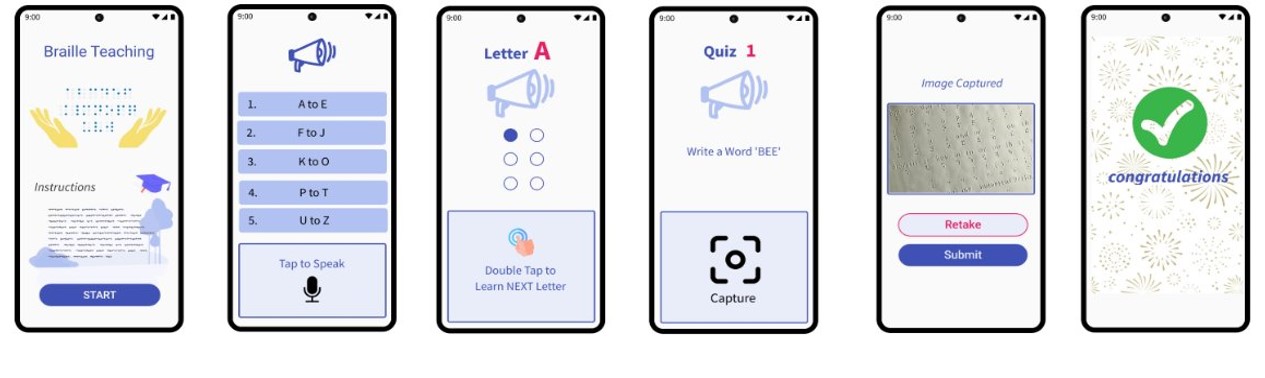 9:00
Braille Teaching
Instructions
START
9:00
1. A to E
2. F to J
3. K to O
4. P to T
5. U to Z
Tap to Speak
9:00
Letter A
Double Tap to
Learn NEXT Letter
9:00
Quiz 1
Write a Word 'BEE'
Capture
9:00
Image Captured
Retake
Submit
9:00
congratulations